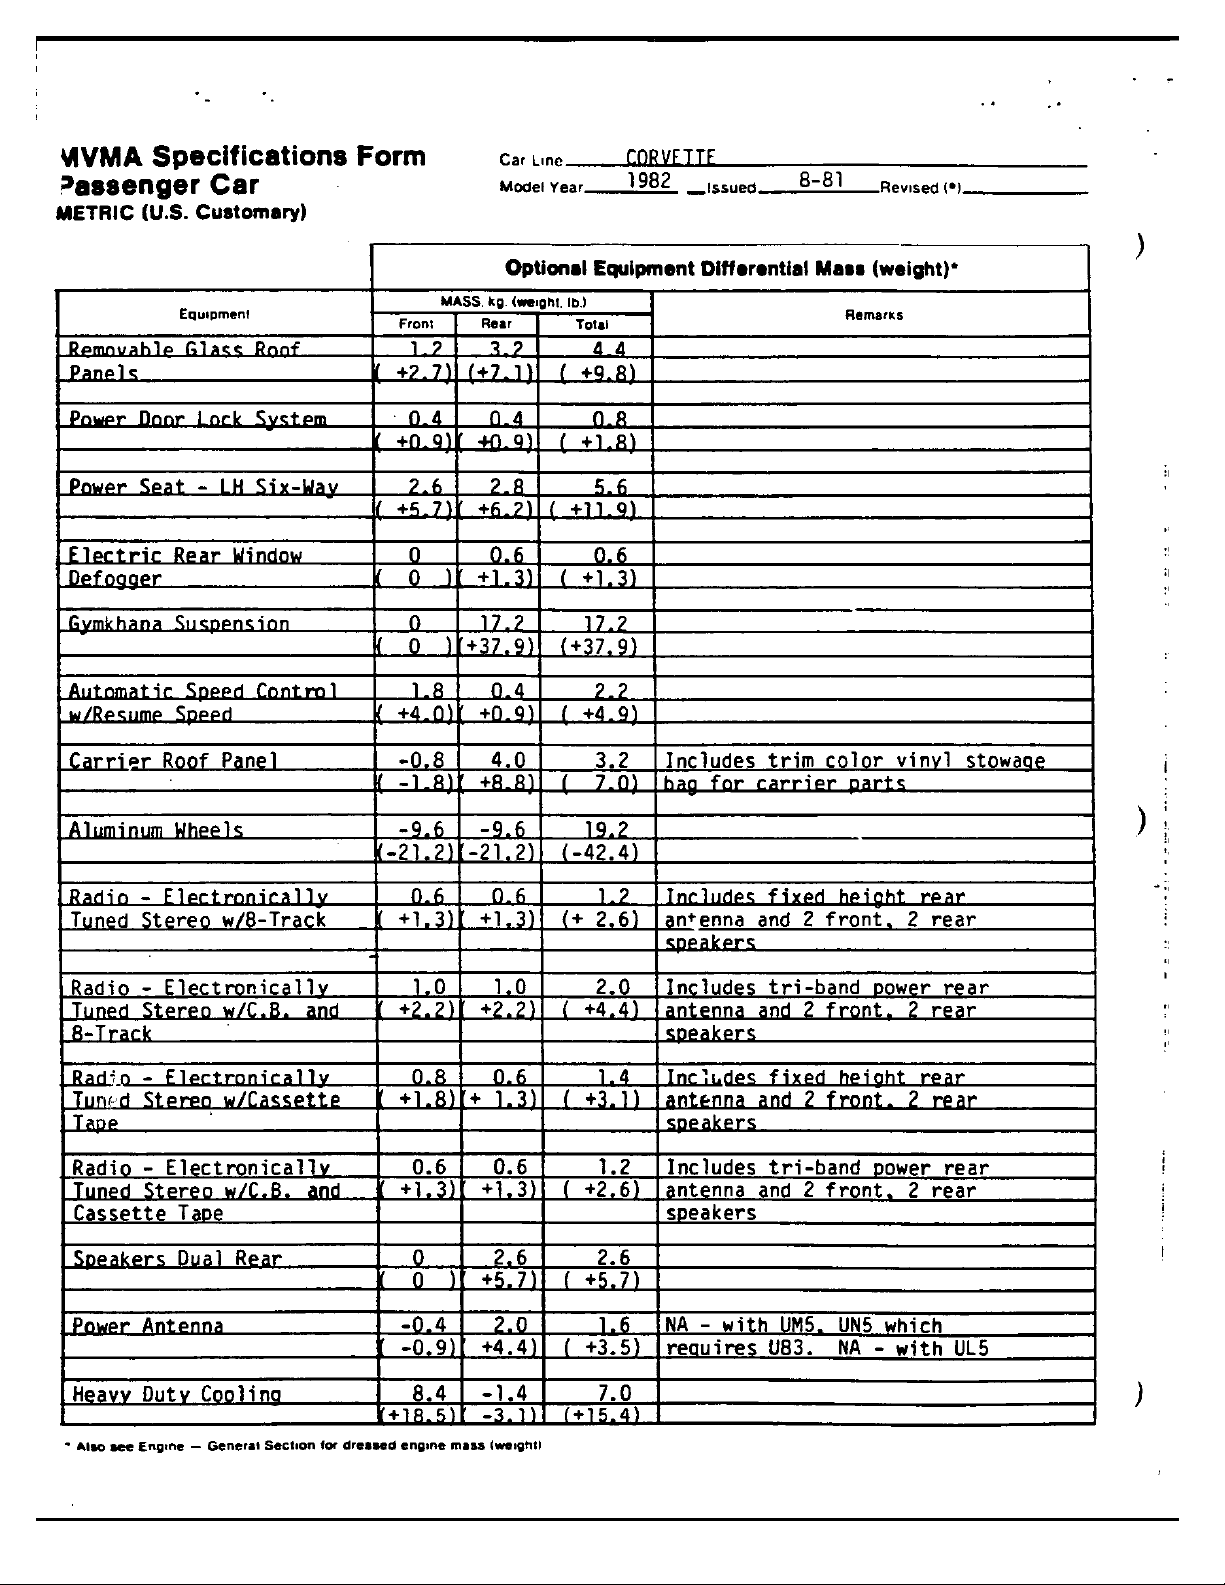 MVMA Specifications Form
Passenger Car
METRIC (U.S. Customary)
Car Line CORVETTE
Model Year 1982 Issued 8-81 Revised (•)
Optional Equipment Differential Mass (weight)*
Equipment MASS, kg. (weight, lb.) Remarks
Front Rear Total
Removable Glass Roof 1.2 3.2 4.4
Panels ( +2.7) (+7.1) ( +9.8)
Power Door Lock System 0.4 0.4 0.8
( +0.9) ( +0.9) ( +1.8)
Power Seat - LH Six-Way 2.6 2.8 5.6
( +5.7) ( +6.2) ( +11.9)
Electric Rear Window 0 0.6 0.6
Defogger ( 0 ) ( +1.3) ( +1.3)
Gymkhana Suspension 0 17.2 17.2
( 0 ) (+37.9) (+37.9)
Automatic Speed Control 1.8 0.4 2.2
w/Resume Speed ( +4.0) ( +0.9) ( +4.9)
Carrier Roof Panel -0.8 4.0 3.2 Includes trim color vinyl stowage
( -1.8) ( +8.8) ( 7.0) bag for carrier parts
Aluminum Wheels -9.6 -9.6 19.2
(-21.2) (-21.2) (-42.4)
Radio - Electronically 0.6 0.6 1.2 Includes fixed height rear
Tuned Stereo w/8-Track ( +1.3) ( +1.3) (+ 2.6) antenna and 2 front, 2 rear
speakers
Radio - Electronically 1.0 1.0 2.0 Includes tri-band power rear
Tuned Stereo w/C.B. and ( +2.2) ( +2.2) ( +4.4) antenna and 2 front, 2 rear
8-Track speakers
Radio - Electronically 0.8 0.6 1.4 Includes fixed height rear
Tuned Stereo w/Cassette ( +1.8) (+ 1.3) ( +3.1) antenna and 2 front, 2 rear
Tape speakers
Radio - Electronically 0.6 0.6 1.2 Includes tri-band power rear
Tuned Stereo w/C.B. and ( +1.3) ( +1.3) ( +2.6) antenna and 2 front, 2 rear
Cassette Tape speakers
Speakers Dual Rear 0 2.6 2.6
( 0 ) ( +5.7) ( +5.7)
Power Antenna -0.4 2.0 1.6 NA - with UM5, UN5 which
( -0.9) ( +4.4) ( +3.5) requires U83. NA - with UL5
Heavy Duty Cooling 8.4 -1.4 7.0
(+18.5) ( -3.1) (+15.4)
* Also see Engine — General Section for dressed engine mass (weight)